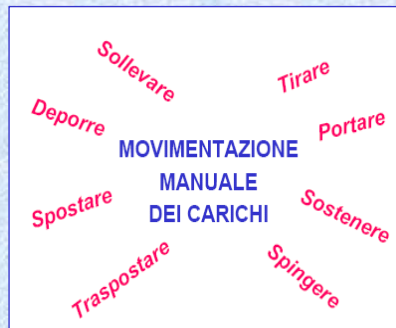 Sollevare
Tirare
Deporre
Portare
MOVIMENTAZIONE
MANUALE
DEI CARICHI
Spostare
Sostenere
Traspostare
Spingere